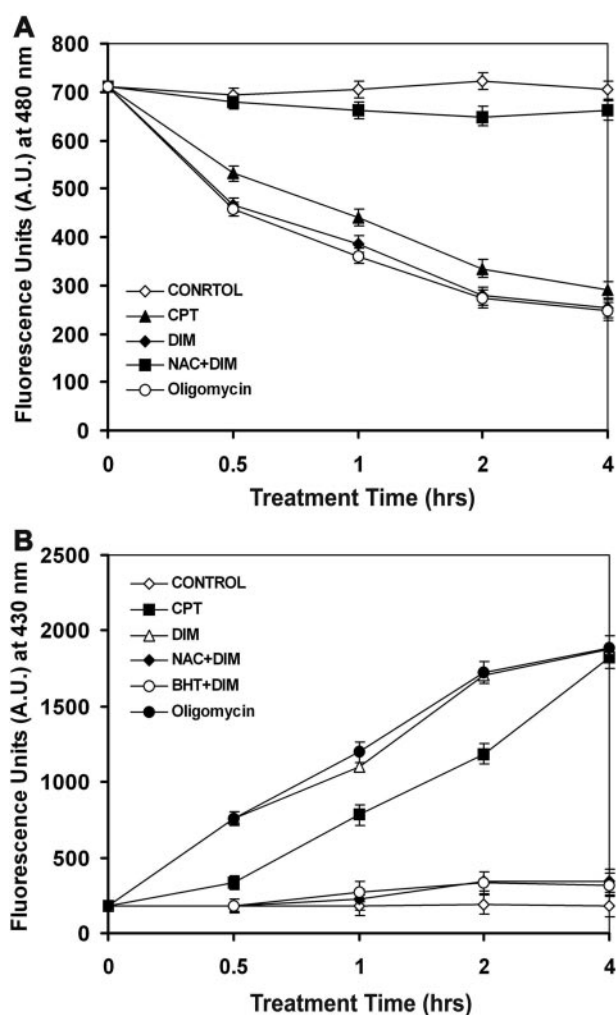 A
Fluorescence Units (A.U.) at 480 nm
800
700
600
500
400
300
200
100
0
CONRTOL
CPT
DIM
NAC+DIM
Oligomycin
0 0.5 1 2 4
Treatment Time (hrs)
B
Fluorescence Units (A.U.) at 430 nm
2500
2000
1500
1000
500
0
CONTROL
CPT
DIM
NAC+DIM
BHT+DIM
Oligomycin
0 0.5 1 2 4
Treatment Time (hrs)